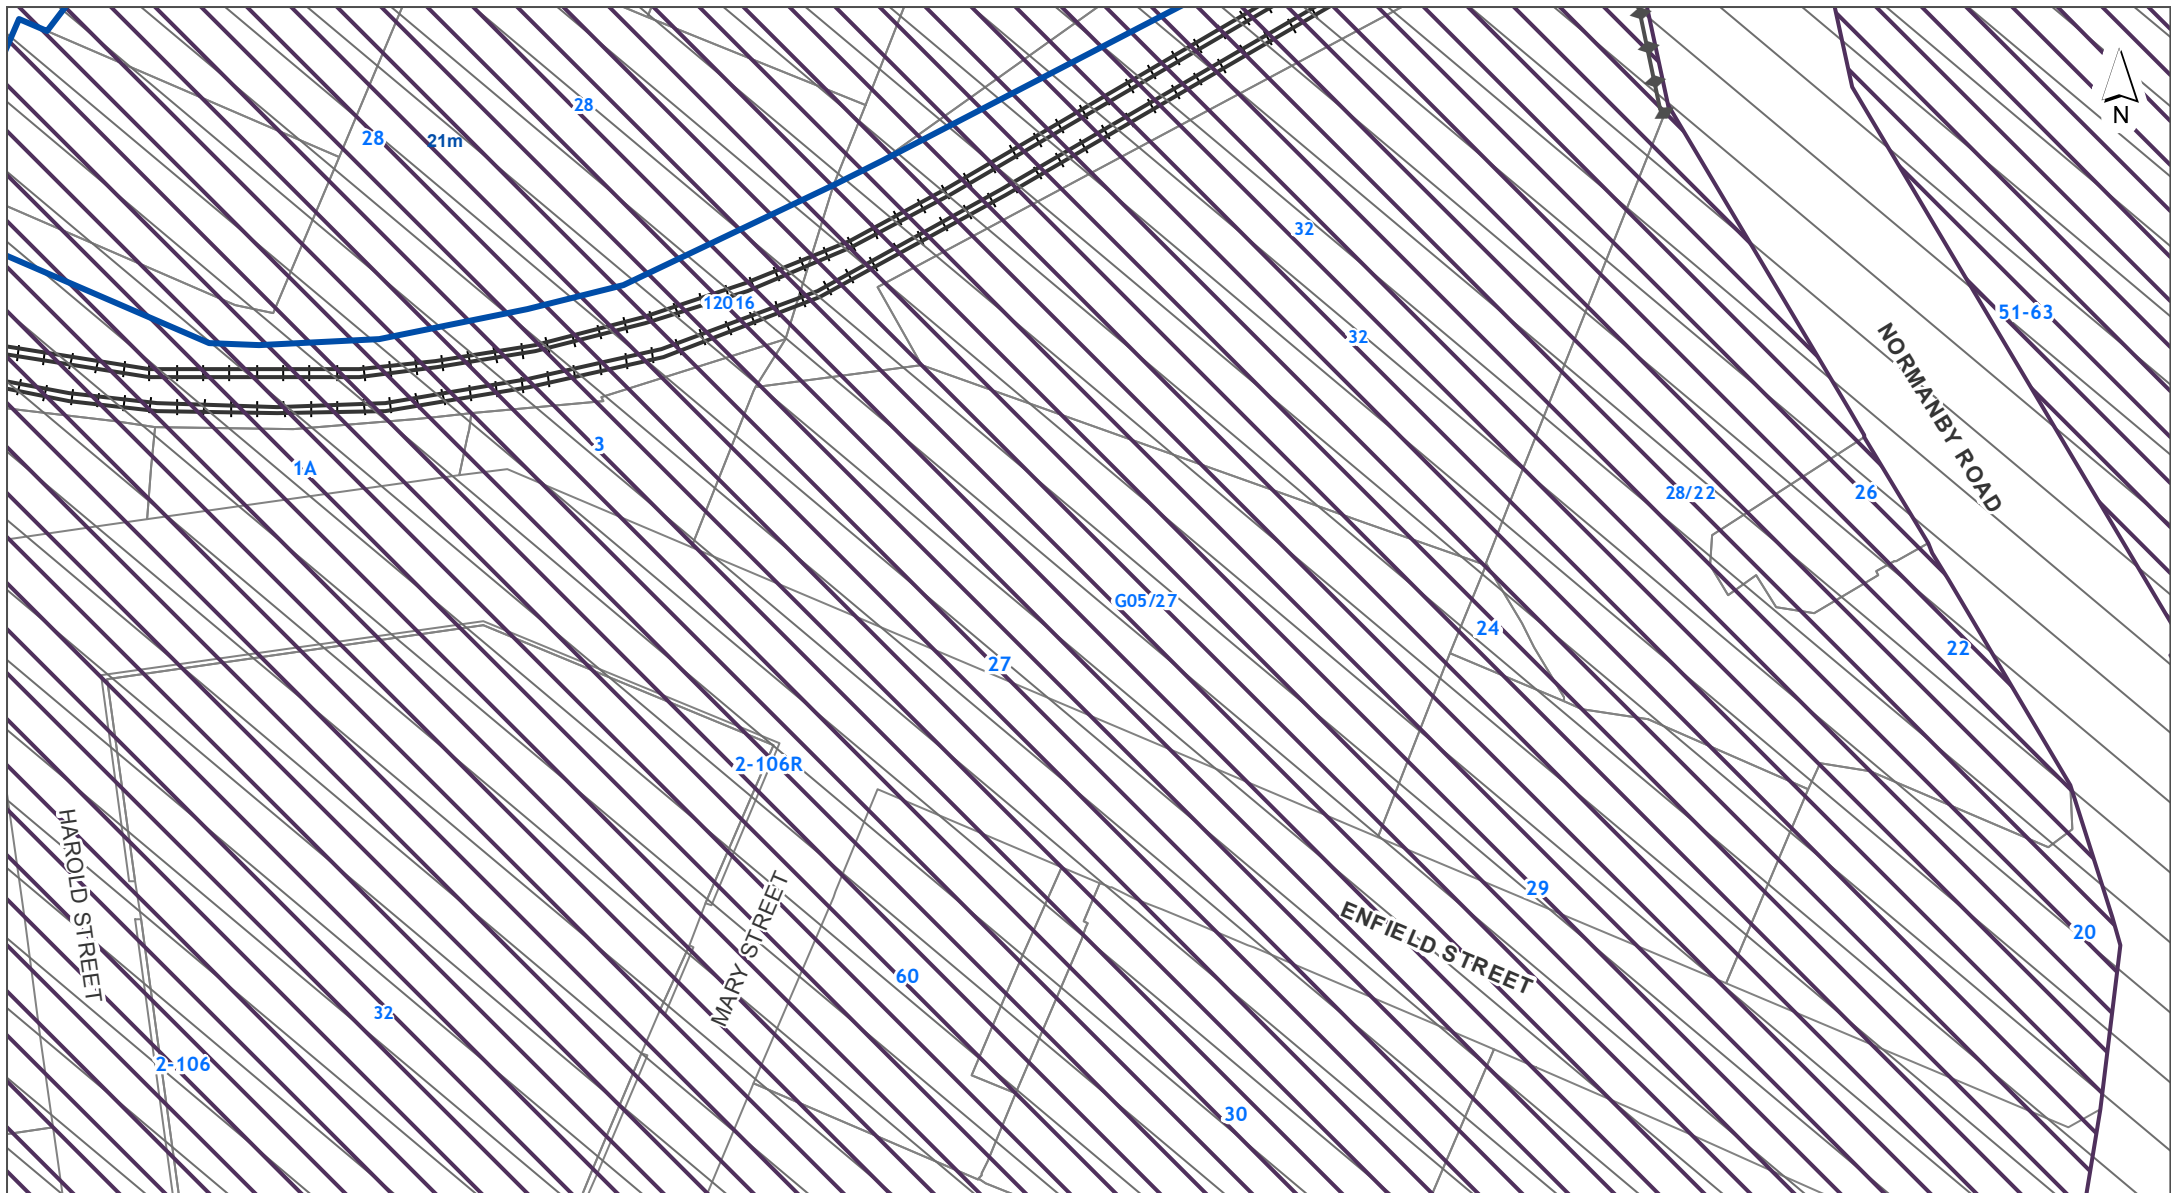 28
N
28
21m
32
12016
51-63
32
NORMANBY ROAD
3
1A
28/22
26
G05/27
24
22
27
2-106R
HAROLD STREET
MARY STREET
29
ENFIELD STREET
20
60
32
2-106
30